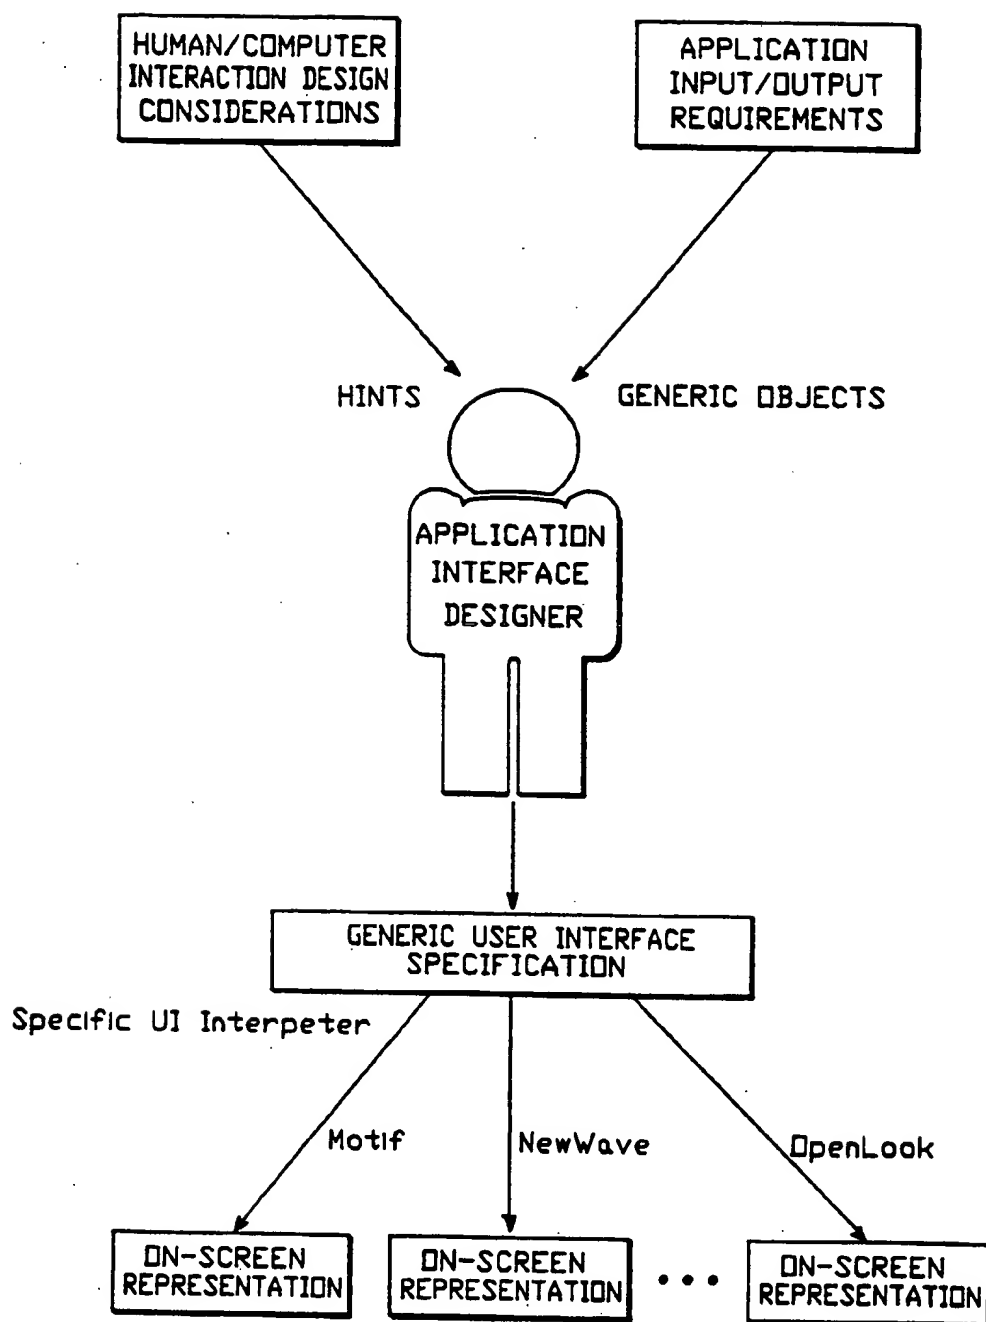 HUMAN/COMPUTER
INTERACTION DESIGN
CONSIDERATIONS
APPLICATION
INPUT/OUTPUT
REQUIREMENTS
HINTS
GENERIC OBJECTS
APPLICATION
INTERFACE
DESIGNER
GENERIC USER INTERFACE
SPECIFICATION
Specific UI Interpeter
Motif
NewWave
OpenLook
ON-SCREEN
REPRESENTATION
ON-SCREEN
REPRESENTATION
•••
ON-SCREEN
REPRESENTATION